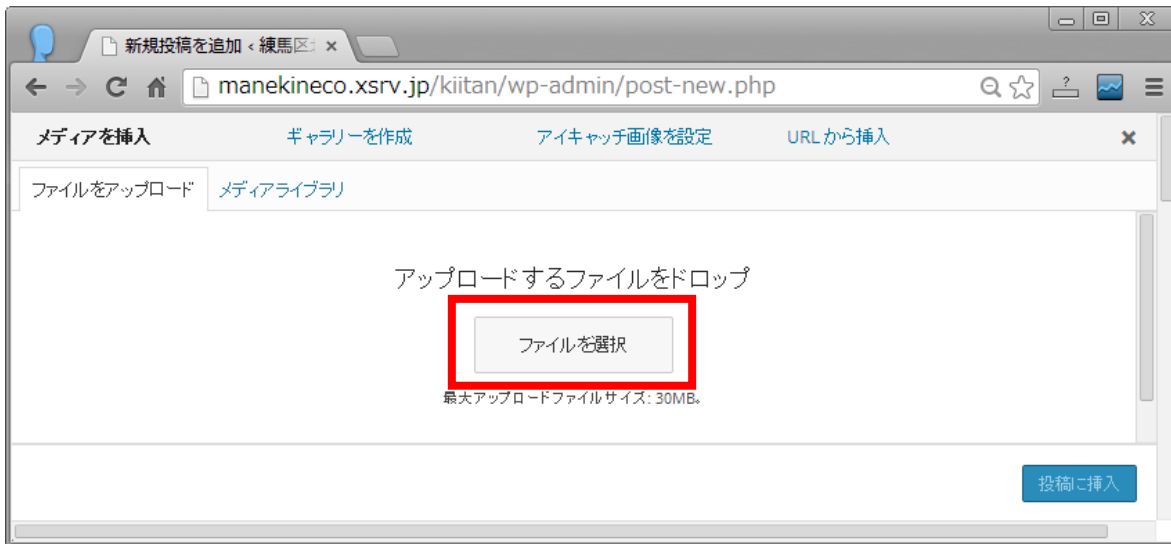 新規投稿を追加 ‹ 練馬区
manekineco.xsrv.jp/kiitan/wp-admin/post-new.php
メディアを挿入 ギャラリーを作成 アイキャッチ画像を設定 URL から挿入
ファイルをアップロード メディアライブラリ
アップロードするファイルをドロップ
ファイルを選択
最大アップロードファイルサイズ: 30MB。
投稿に挿入